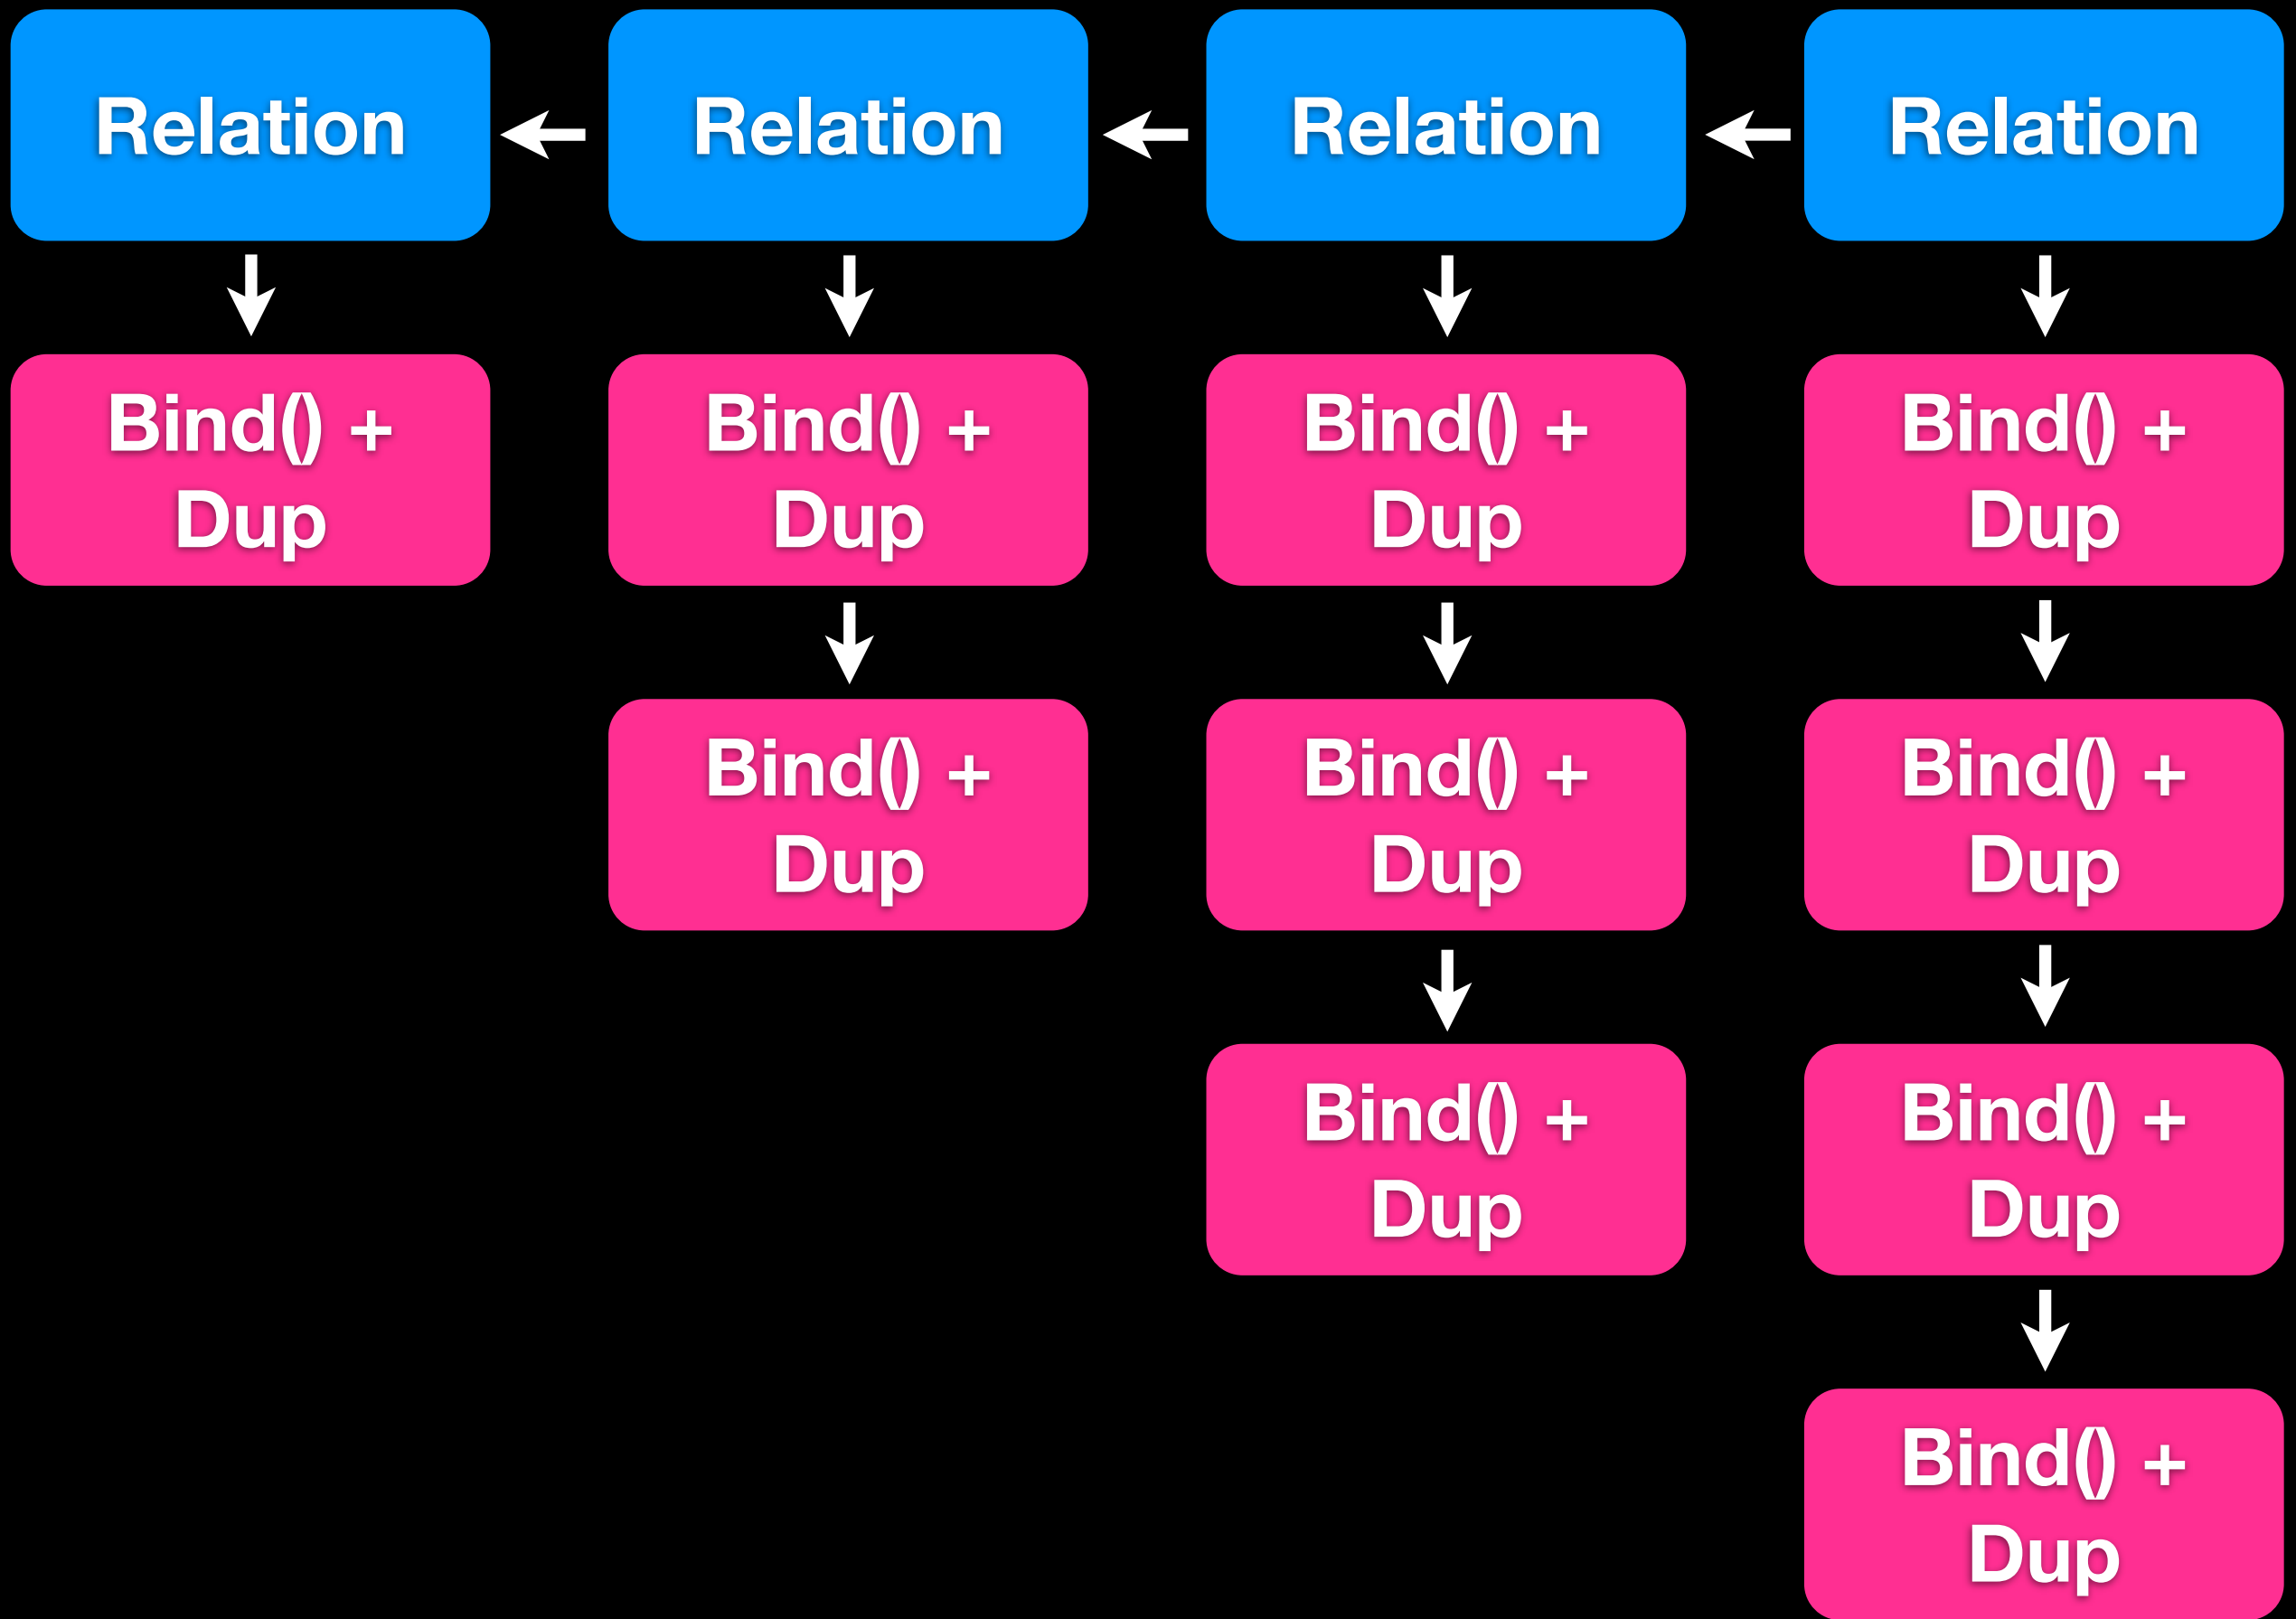 Relation
Relation
Relation
Relation
Bind() +
Dup
Bind() +
Dup
Bind() +
Dup
Bind() +
Dup
Bind() +
Dup
Bind() +
Dup
Bind() +
Dup
Bind() +
Dup
Bind() +
Dup
Bind() +
Dup